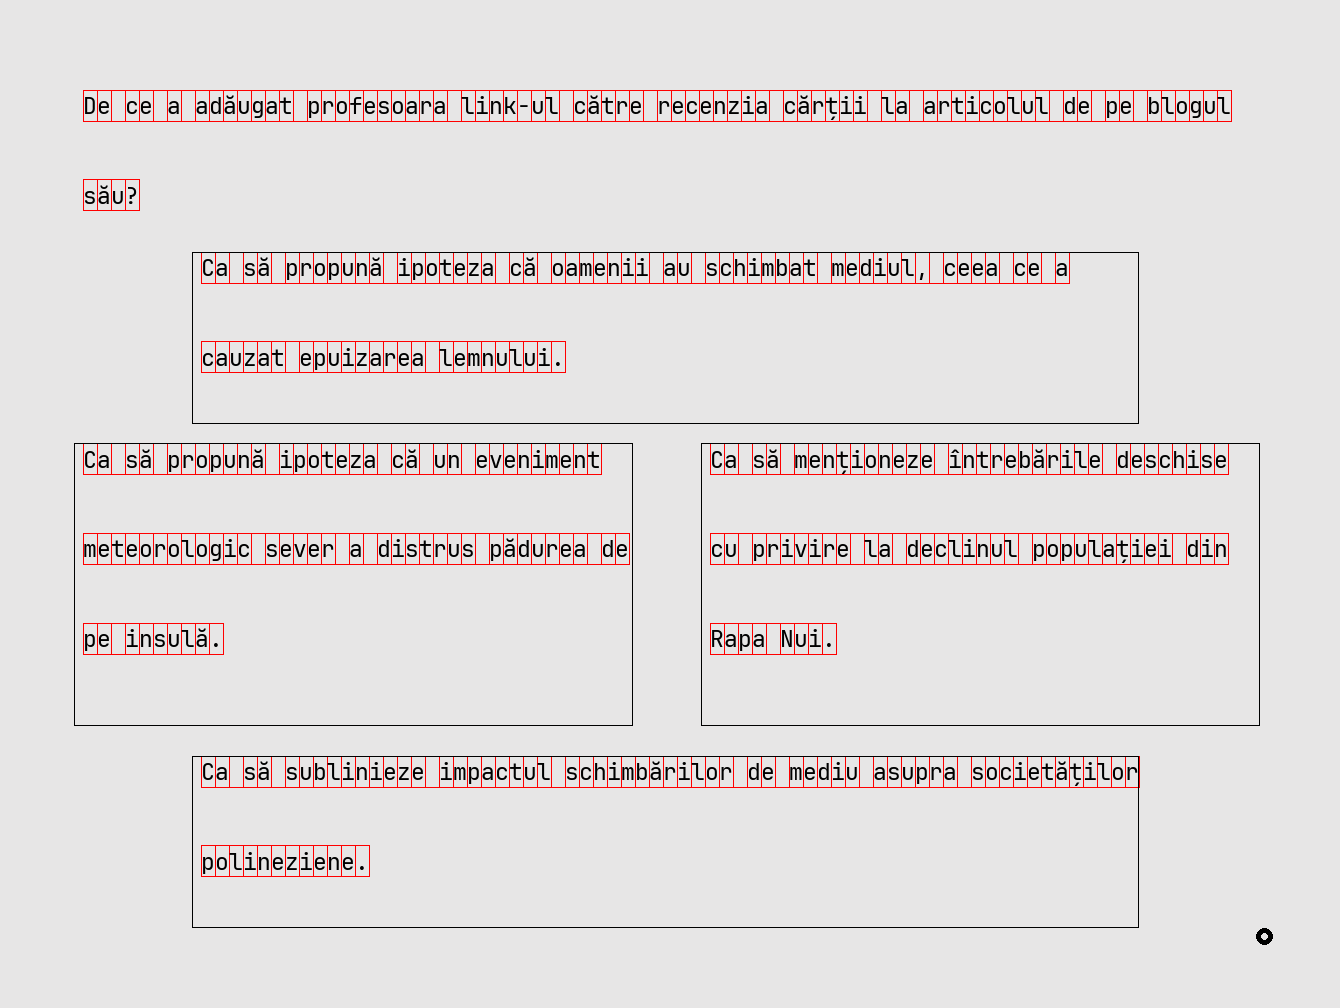 De ce a adăugat profesoara link-ul către recenzia cărții la articolul de pe blogul
său?
Ca să propună ipoteza că oamenii au schimbat mediul, ceea ce a
cauzat epuizarea lemnului.
Ca să propună ipoteza că un eveniment
meteorologic sever a distrus pădurea de
pe insulă.
Ca să menționeze întrebările deschise
cu privire la declinul populației din
Rapa Nui.
Ca să sublinieze impactul schimbărilor de mediu asupra societăților
polineziene.